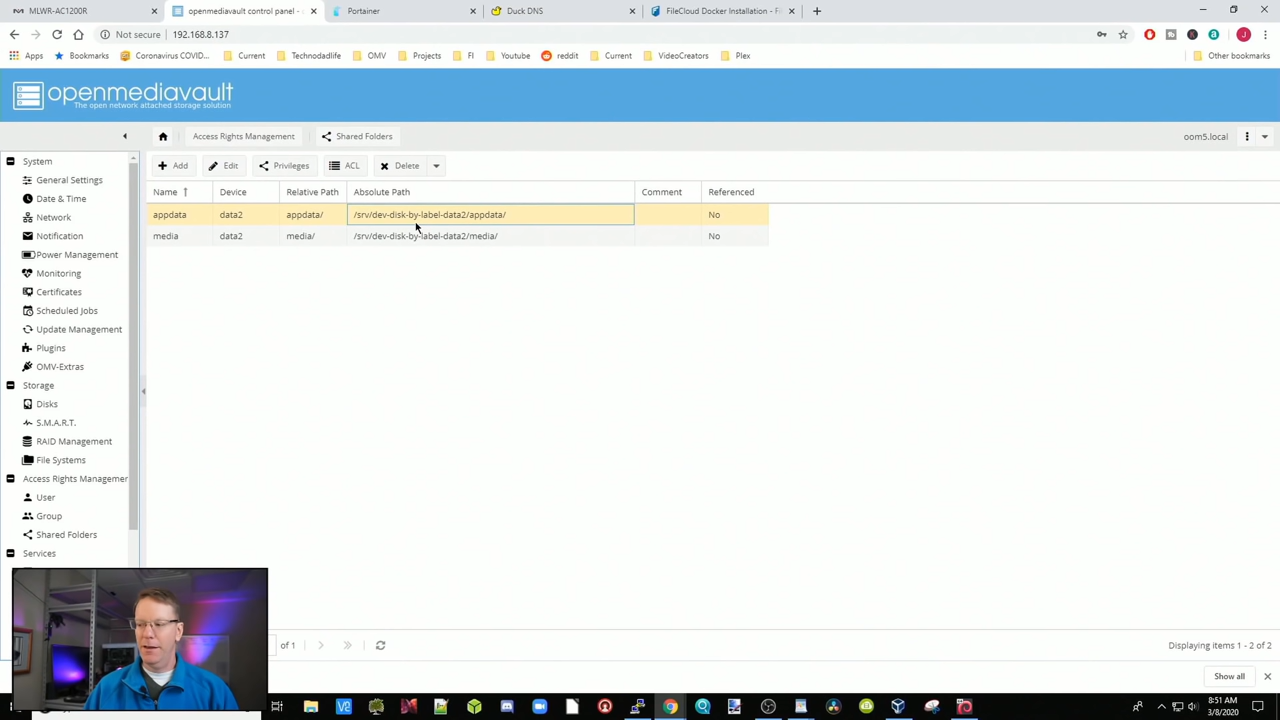 MLWR-AC1200R
openmediavault control panel -
Portainer
Duck DNS
FileCloud Docker Installation - Fi
Not secure
192.168.8.137
Apps
Bookmarks
Coronavirus COVID...
Current
Technodadlife
OMV
Projects
FI
Youtube
reddit
Current
VideoCreators
Plex
Other bookmarks
openmediavault
The open network attached storage solution
Access Rights Management
Shared Folders
oom5.local
System
General Settings
Date & Time
Network
Notification
Power Management
Monitoring
Certificates
Scheduled Jobs
Update Management
Plugins
OMV-Extras
Storage
Disks
S.M.A.R.T.
RAID Management
File Systems
Access Rights Managemer
User
Group
Shared Folders
Services
Add
Edit
Privileges
ACL
Delete
Name
Device
Relative Path
Absolute Path
Comment
Referenced
appdata
data2
appdata/
/srv/dev-disk-by-label-data2/appdata/
No
media
data2
media/
/srv/dev-disk-by-label-data2/media/
No
of 1
Displaying items 1 - 2 of 2
Show all
8:51 AM
3/8/2020